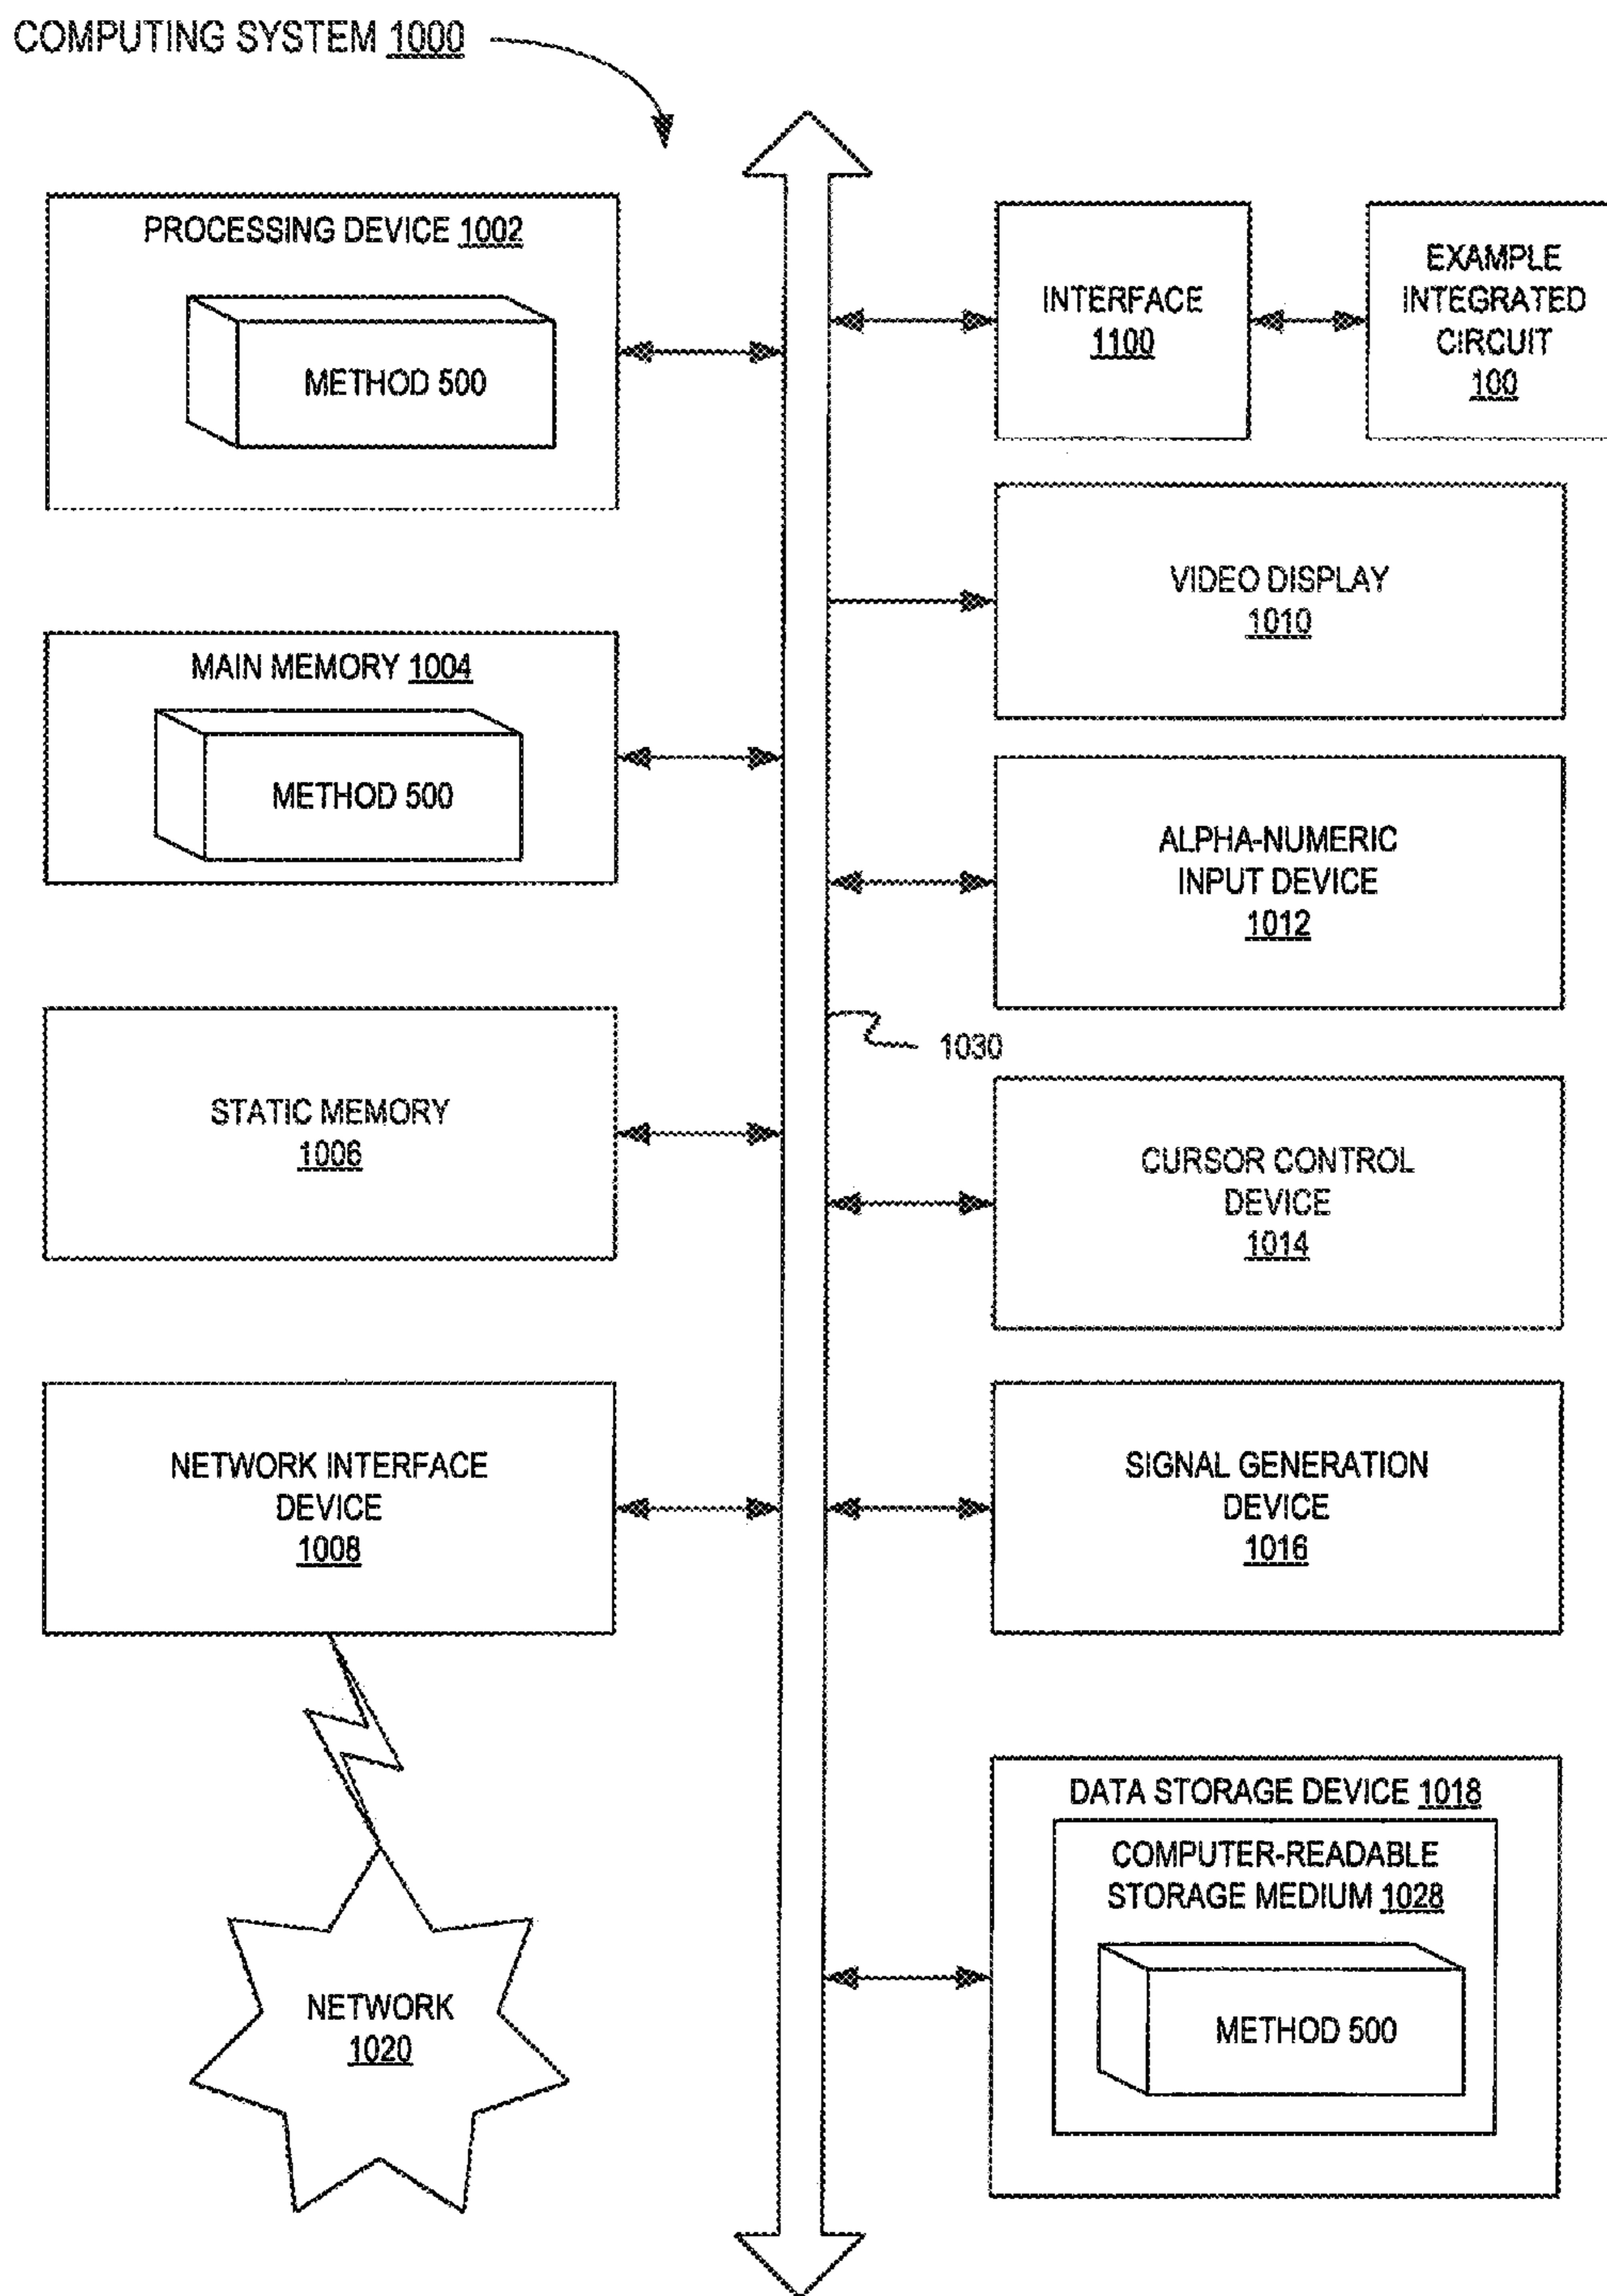 COMPUTING SYSTEM 1000
PROCESSING DEVICE 1002
METHOD 500
MAIN MEMORY 1004
METHOD 500
STATIC MEMORY
1006
NETWORK INTERFACE
DEVICE
1008
NETWORK
1020
INTERFACE
1100
EXAMPLE
INTEGRATED
CIRCUIT
100
VIDEO DISPLAY
1010
ALPHA-NUMERIC
INPUT DEVICE
1012
1030
CURSOR CONTROL
DEVICE
1014
SIGNAL GENERATION
DEVICE
1016
DATA STORAGE DEVICE 1018
COMPUTER-READABLE
STORAGE MEDIUM 1028
METHOD 500